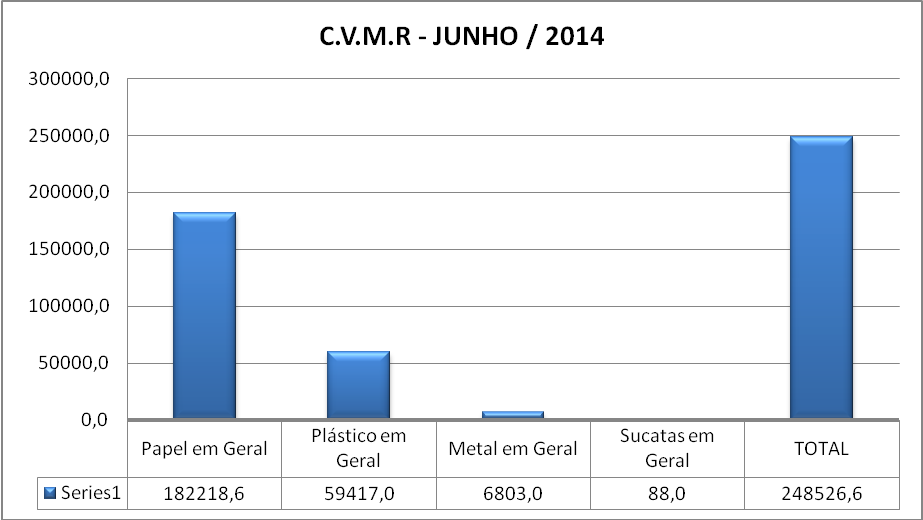 C.V.M.R - JUNHO / 2014
300000,0
250000,0
200000,0
150000,0
100000,0
50000,0
0,0
Papel em Geral
Plástico em
Geral
Metal em Geral
Sucatas em
Geral
TOTAL
Series1 182218,6 59417,0 6803,0 88,0 248526,6